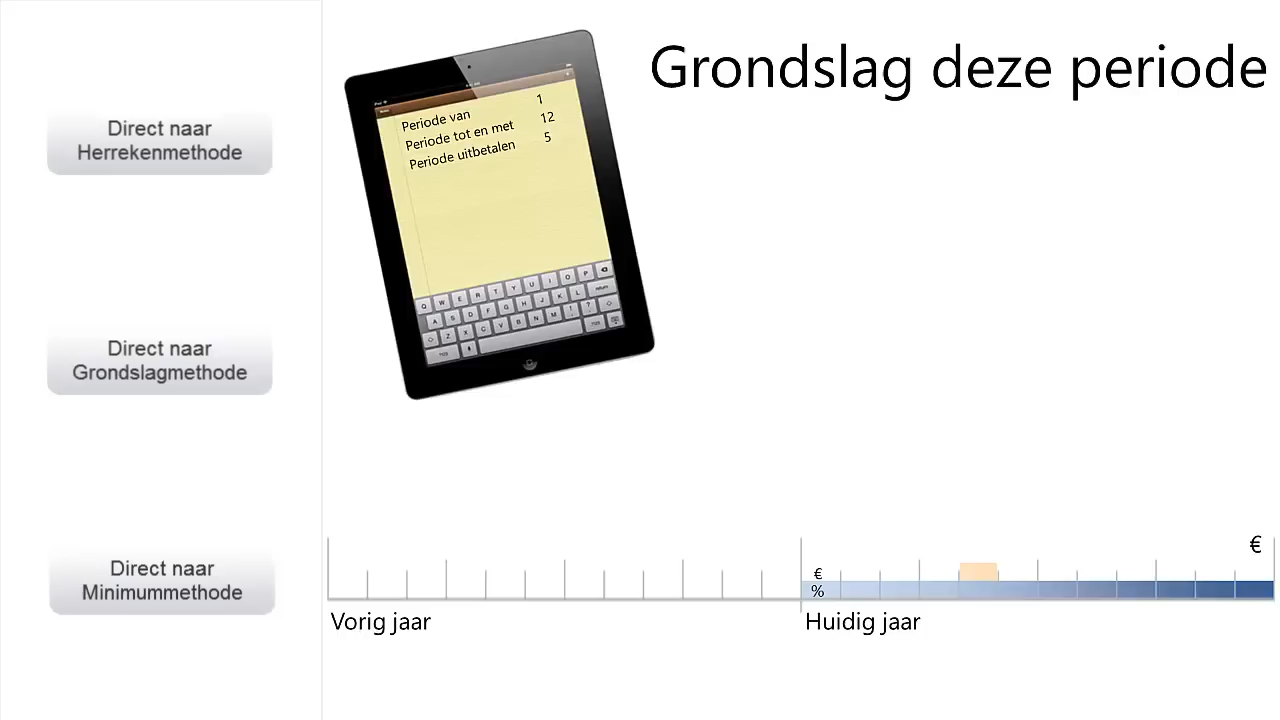 Grondslag deze periode
Direct naar
Herrekenmethode
Direct naar
Grondslagmethode
Direct naar
Minimummethode
Periode van 1
Periode tot en met 12
Periode uitbetalen 5
Q W E R T Y U I O P
A S D F G H J K L return
Z X C V B N M ! ?
€
€
%
Vorig jaar
Huidig jaar